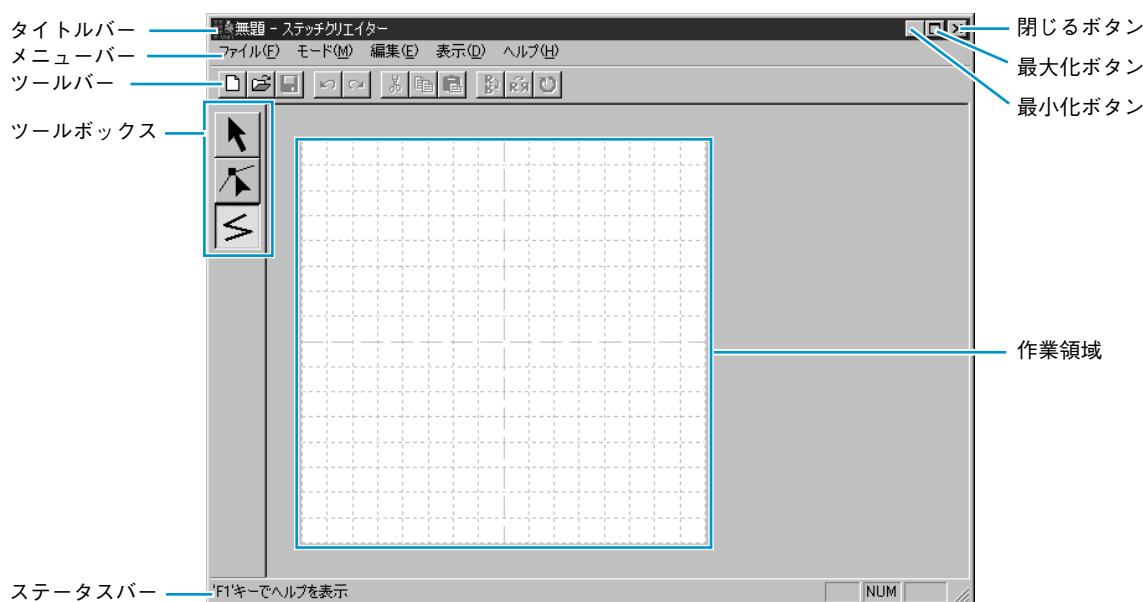 タイトルバー
メニューバー
ツールバー
ツールボックス
ステータスバー
無題 - ステッチクリエイター
ファイル(F) モード(M) 編集(E) 表示(D) ヘルプ(H)
'F1'キーでヘルプを表示
NUM
閉じるボタン
最大化ボタン
最小化ボタン
作業領域